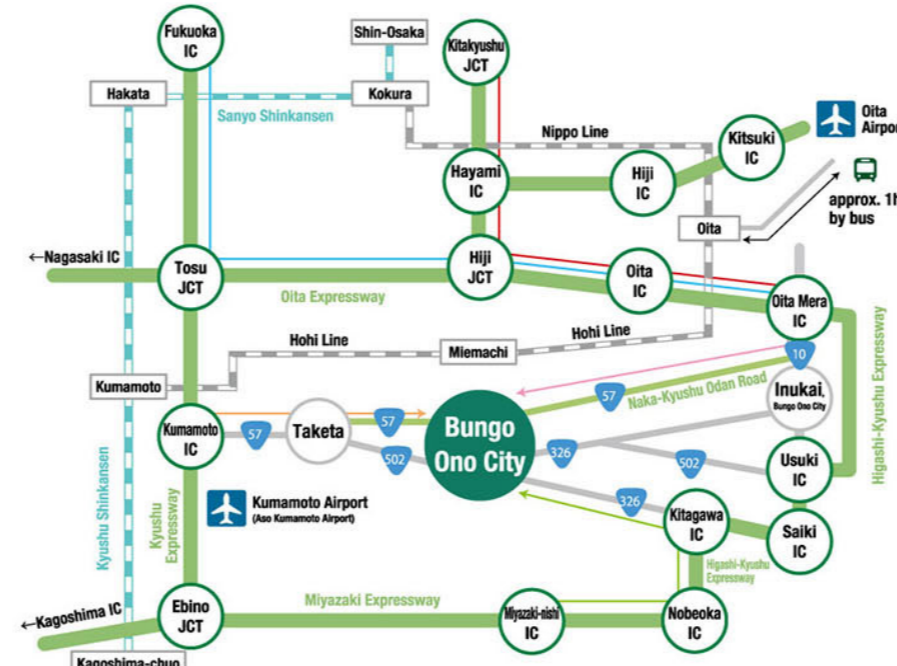 Fukuoka
IC
Shin-Osaka
Kitakyushu
JCT
Hakata
Kokura
Sanyo Shinkansen
Nippo Line
Kitsuki
IC
Oita
Airpor
Hayami
IC
Hiji
IC
approx. 1h
by bus
Oita
←Nagasaki IC
Tosu
JCT
Hiji
JCT
Oita
IC
Oita Mera
IC
Oita Expressway
Hohi Line
Hohi Line
Miemachi
Higashi-Kyushu Expressway
10
Kumamoto
57
Naka-Kyushu Odan Road
Inukai,
Bungo Ono City
Kumamoto
IC
57
Taketa
57
502
Bungo
Ono City
326
502
Usuki
IC
326
Kyushu Shinkansen
Kyushu
Expressway
Kumamoto Airport
(Aso Kumamoto Airport)
Kitagawa
IC
Saiki
IC
Higashi-Kyushu
Expressway
←Kagoshima IC
Ebino
JCT
Miyazaki Expressway
Miyazaki-nishi
IC
Nobeoka
IC
Kagoshima-chuo